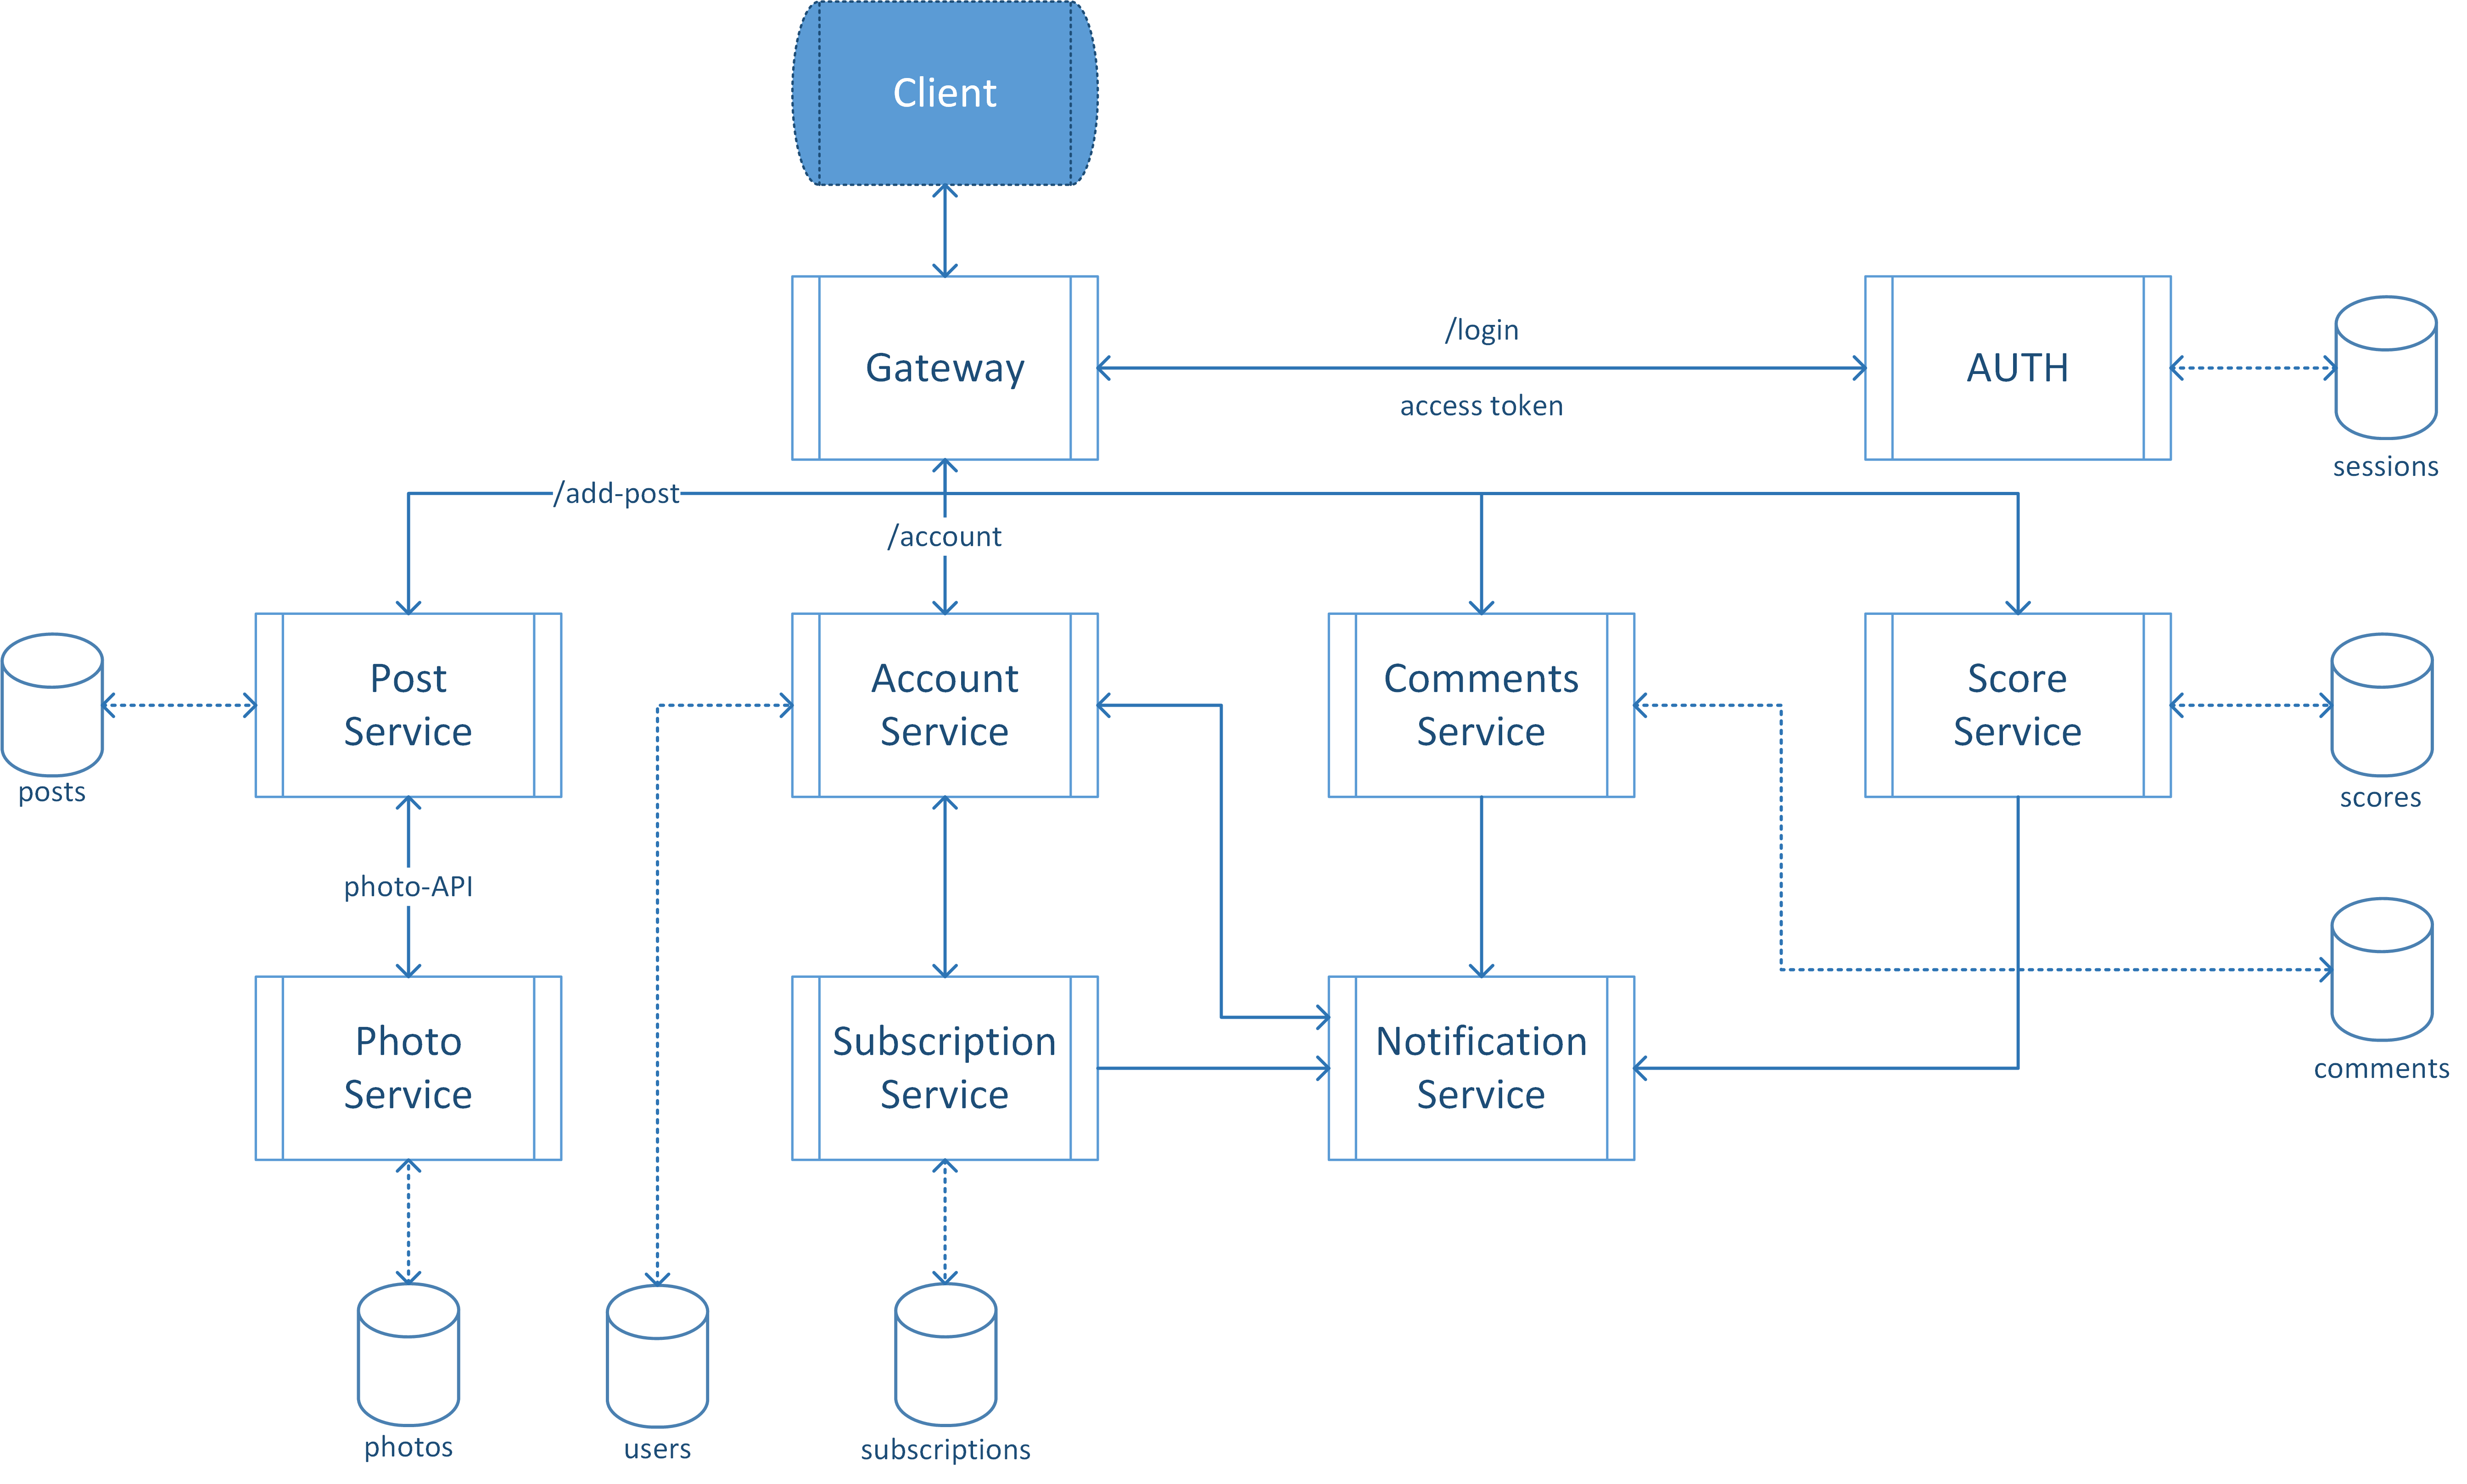 Client
/login
Gateway
AUTH
access token
sessions
/add-post
/account
Post
Service
Account
Service
Comments
Service
Score
Service
posts
scores
photo-API
Photo
Service
Subscription
Service
Notification
Service
comments
photos
users
subscriptions